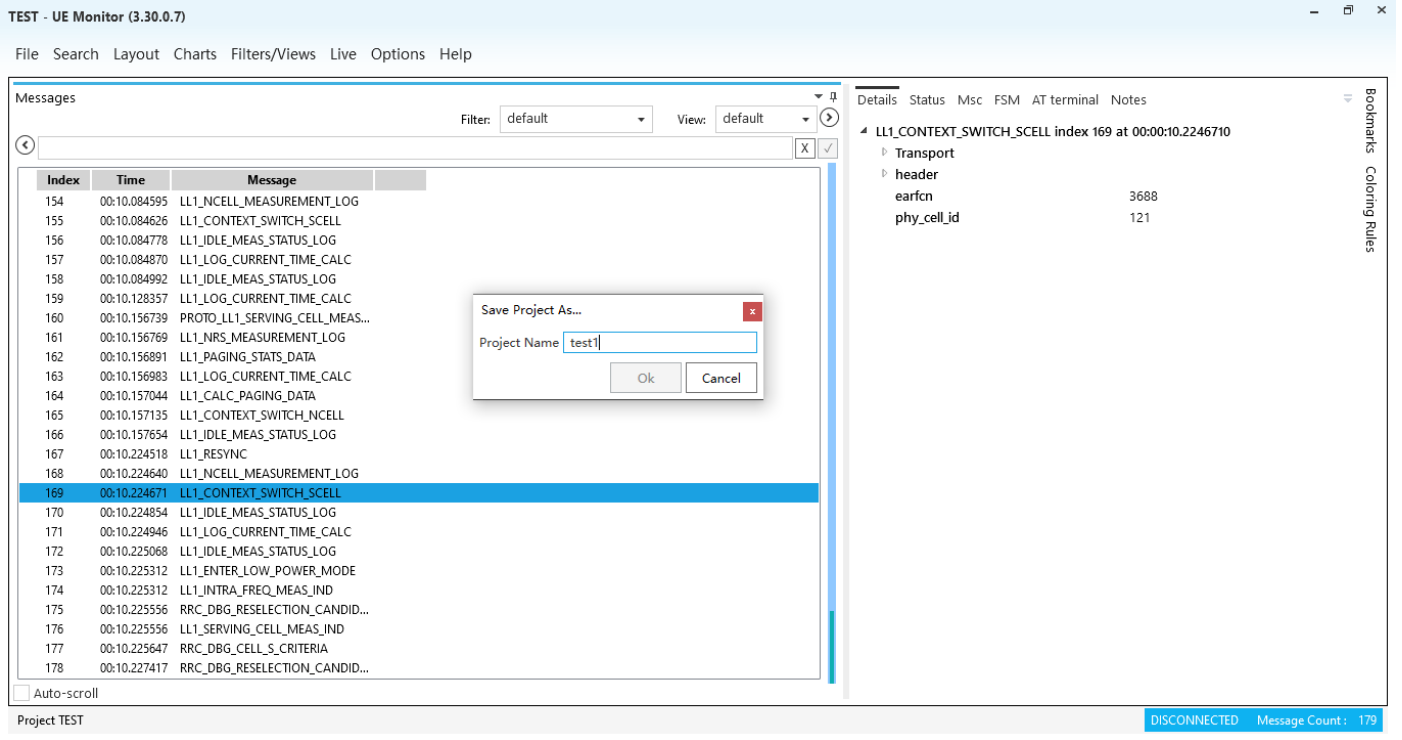 TEST - UE Monitor (3.30.0.7)
File Search Layout Charts Filters/Views Live Options Help
Messages
Filter: default View: default
X
Index Time Message
154 00:10.084595 LL1_NCELL_MEASUREMENT_LOG
155 00:10.084626 LL1_CONTEXT_SWITCH_SCELL
156 00:10.084778 LL1_IDLE_MEAS_STATUS_LOG
157 00:10.084870 LL1_LOG_CURRENT_TIME_CALC
158 00:10.084992 LL1_IDLE_MEAS_STATUS_LOG
159 00:10.128357 LL1_LOG_CURRENT_TIME_CALC
160 00:10.156739 PROTO_LL1_SERVING_CELL_MEAS...
161 00:10.156769 LL1_NRS_MEASUREMENT_LOG
162 00:10.156891 LL1_PAGING_STATS_DATA
163 00:10.156983 LL1_LOG_CURRENT_TIME_CALC
164 00:10.157044 LL1_CALC_PAGING_DATA
165 00:10.157135 LL1_CONTEXT_SWITCH_NCELL
166 00:10.157654 LL1_IDLE_MEAS_STATUS_LOG
167 00:10.224518 LL1_RESYNC
168 00:10.224640 LL1_NCELL_MEASUREMENT_LOG
169 00:10.224671 LL1_CONTEXT_SWITCH_SCELL
170 00:10.224854 LL1_IDLE_MEAS_STATUS_LOG
171 00:10.224946 LL1_LOG_CURRENT_TIME_CALC
172 00:10.225068 LL1_IDLE_MEAS_STATUS_LOG
173 00:10.225312 LL1_ENTER_LOW_POWER_MODE
174 00:10.225312 LL1_INTRA_FREQ_MEAS_IND
175 00:10.225556 RRC_DBG_RESELECTION_CANDID...
176 00:10.225556 LL1_SERVING_CELL_MEAS_IND
177 00:10.225647 RRC_DBG_CELL_S_CRITERIA
178 00:10.227417 RRC_DBG_RESELECTION_CANDID...
Auto-scroll
Save Project As...
x
Project Name test1
Ok Cancel
Details Status Msc FSM AT terminal Notes
LL1_CONTEXT_SWITCH_SCELL index 169 at 00:00:10.2246710
Transport
header
earfcn 3688
phy_cell_id 121
Bookmarks Coloring Rules
Project TEST
DISCONNECTED Message Count : 179